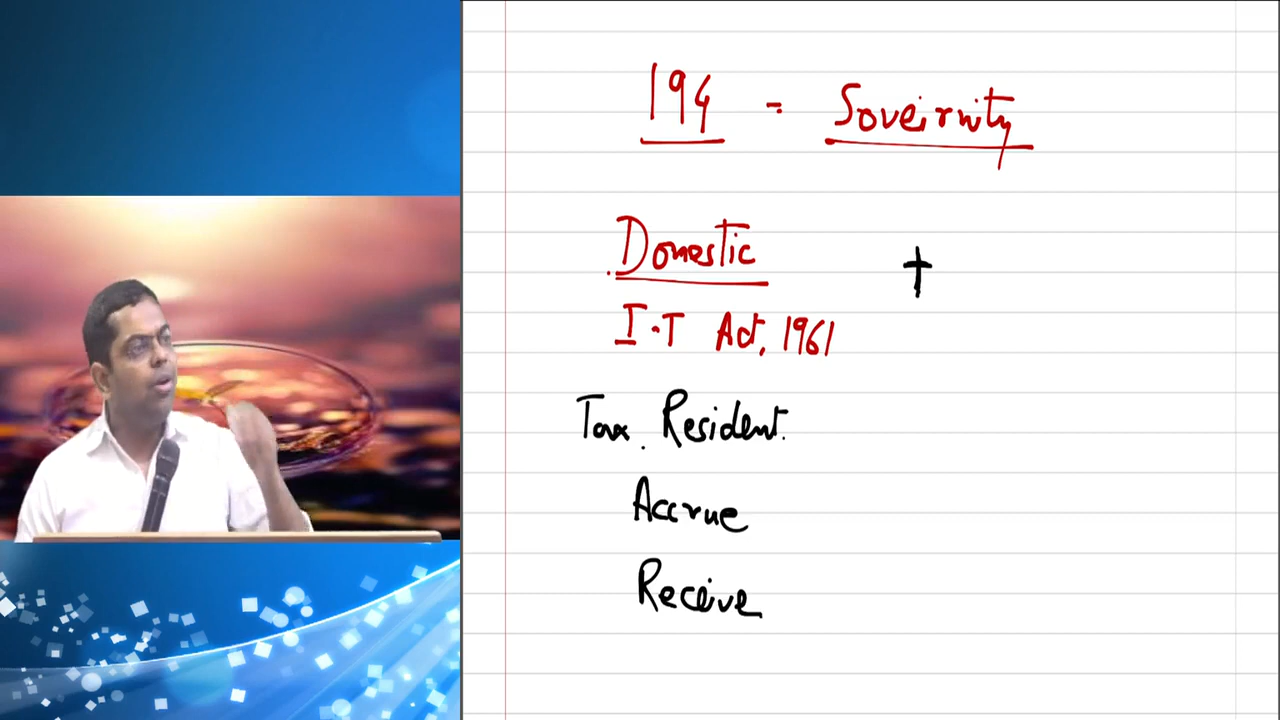 194 = Soveirnity
Domestic +
I.T Act, 1961
Tax Resident.
Accrue
Receive